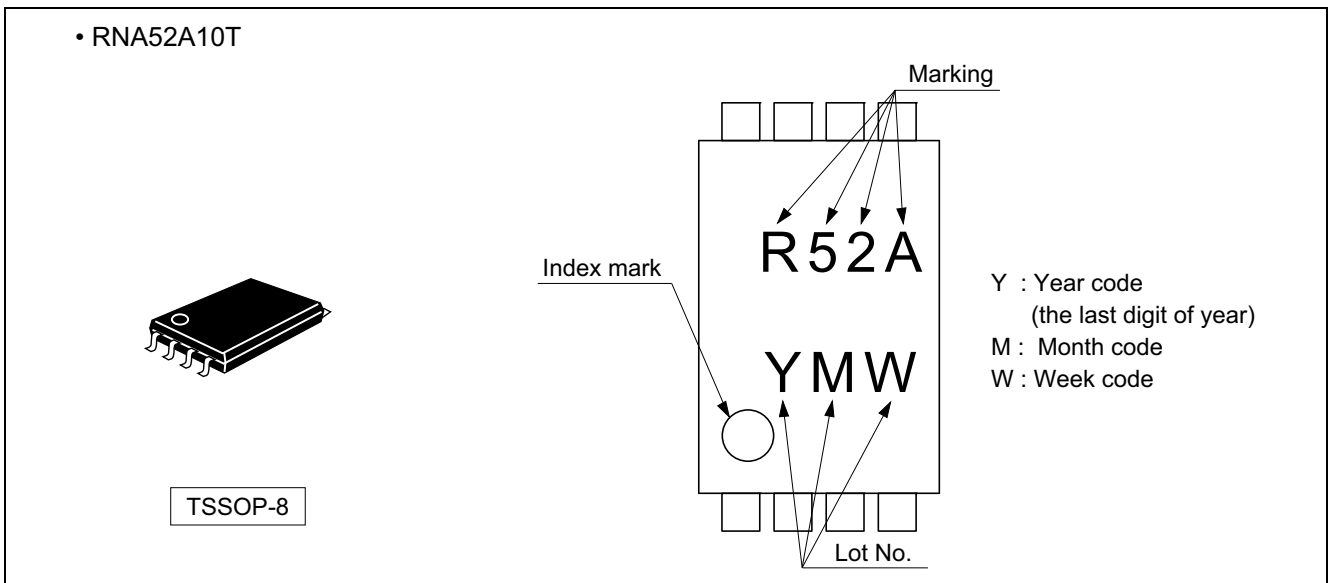 • RNA52A10T
Marking
R52A
Index mark
Y : Year code
(the last digit of year)
M : Month code
YMW
W : Week code
TSSOP-8
Lot No.